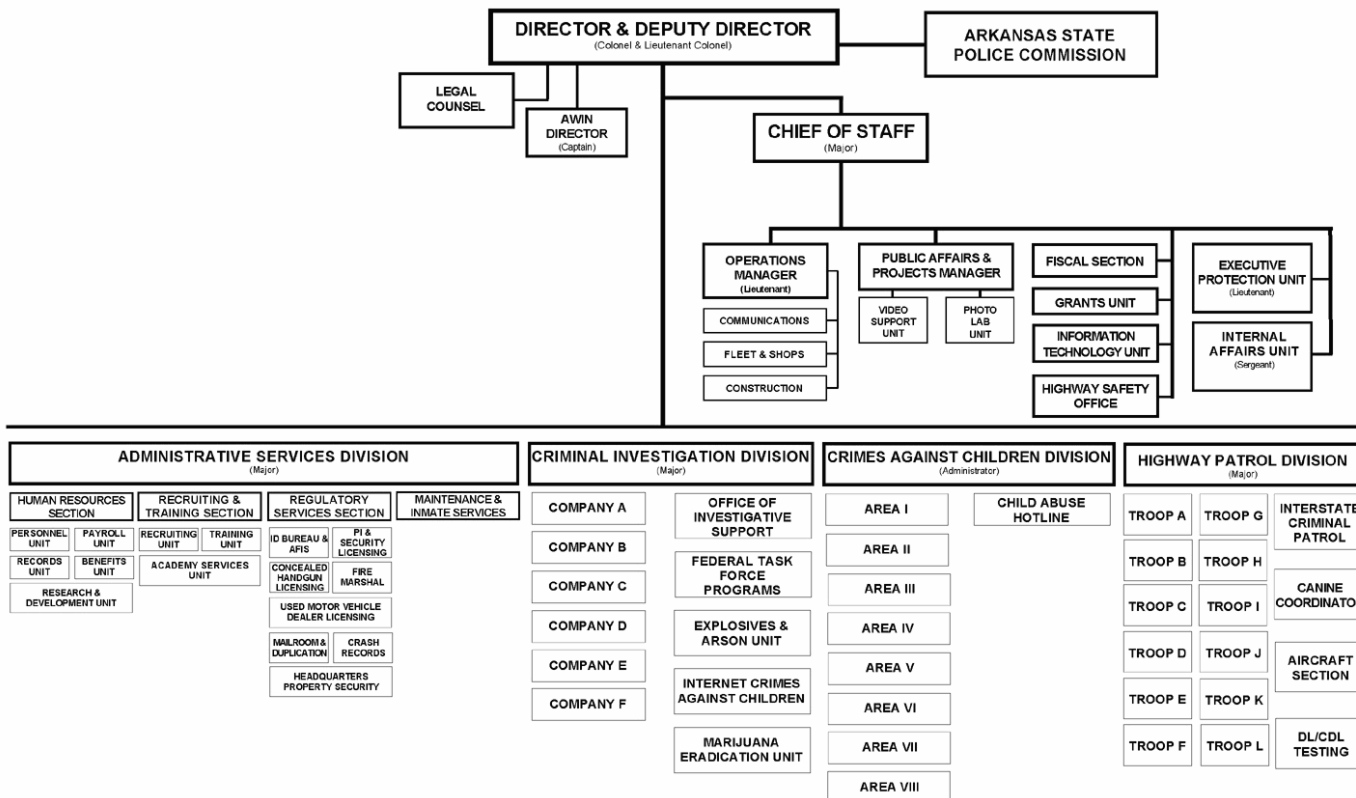 DIRECTOR & DEPUTY DIRECTOR
(Colonel & Lieutenant Colonel)
ARKANSAS STATE
POLICE COMMISSION
LEGAL
COUNSEL
AWIN
DIRECTOR
(Captain)
CHIEF OF STAFF
(Major)
OPERATIONS
MANAGER
(Lieutenant)
COMMUNICATIONS
FLEET & SHOPS
CONSTRUCTION
PUBLIC AFFAIRS &
PROJECTS MANAGER
VIDEO
SUPPORT
UNIT
PHOTO
LAB
UNIT
FISCAL SECTION
GRANTS UNIT
INFORMATION
TECHNOLOGY UNIT
HIGHWAY SAFETY
OFFICE
EXECUTIVE
PROTECTION UNIT
(Lieutenant)
INTERNAL
AFFAIRS UNIT
(Sergeant)
ADMINISTRATIVE SERVICES DIVISION
(Major)
HUMAN RESOURCES
SECTION
PERSONNEL
UNIT
PAYROLL
UNIT
RECORDS
UNIT
BENEFITS
UNIT
RESEARCH &
DEVELOPMENT UNIT
RECRUITING &
TRAINING SECTION
RECRUITING
UNIT
TRAINING
UNIT
ACADEMY SERVICES
UNIT
REGULATORY
SERVICES SECTION
ID BUREAU &
AFIS
PI &
SECURITY
LICENSING
CONCEALED
HANDGUN
LICENSING
FIRE
MARSHAL
USED MOTOR VEHICLE
DEALER LICENSING
MAILROOM &
DUPLICATION
CRASH
RECORDS
HEADQUARTERS
PROPERTY SECURITY
MAINTENANCE &
INMATE SERVICES
CRIMINAL INVESTIGATION DIVISION
(Major)
COMPANY A
COMPANY B
COMPANY C
COMPANY D
COMPANY E
COMPANY F
OFFICE OF
INVESTIGATIVE
SUPPORT
FEDERAL TASK
FORCE
PROGRAMS
EXPLOSIVES &
ARSON UNIT
INTERNET CRIMES
AGAINST CHILDREN
MARIJUANA
ERADICATION UNIT
CRIMES AGAINST CHILDREN DIVISION
(Administrator)
AREA I
AREA II
AREA III
AREA IV
AREA V
AREA VI
AREA VII
AREA VIII
CHILD ABUSE
HOTLINE
HIGHWAY PATROL DIVISION
(Major)
TROOP A
TROOP B
TROOP C
TROOP D
TROOP E
TROOP F
TROOP G
TROOP H
TROOP I
TROOP J
TROOP K
TROOP L
INTERSTATE
CRIMINAL
PATROL
CANINE
COORDINATO
AIRCRAFT
SECTION
DL/CDL
TESTING